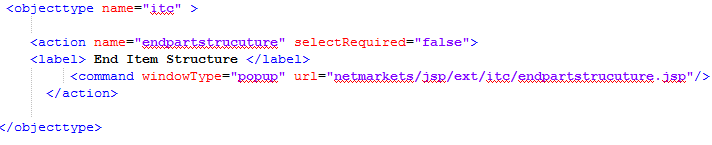 <objecttype name="itc" >
<action name="endpartstrucuture" selectRequired="false">
<label> End Item Structure </label>
<command windowType="popup" url="netmarkets/jsp/ext/itc/endpartstrucuture.jsp"/>
</action>
</objecttype>